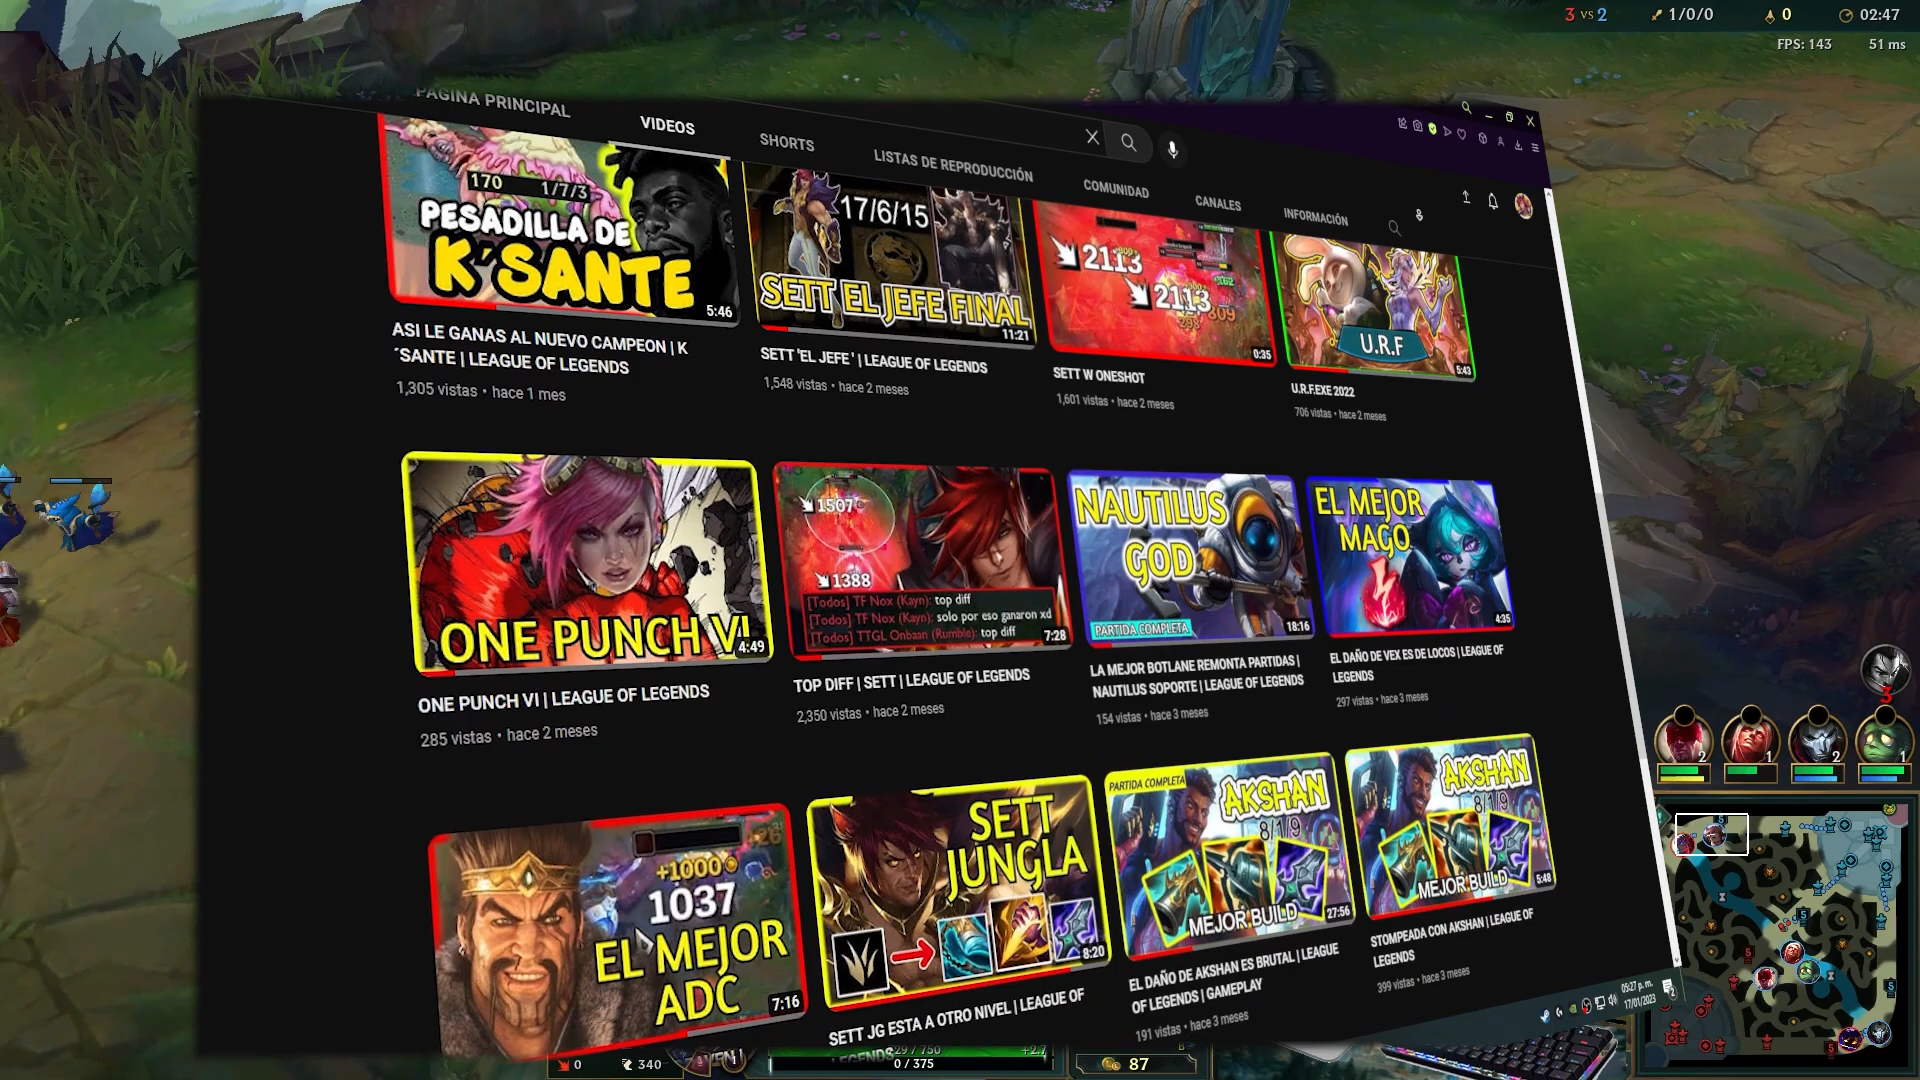 3 vs 2
1/0/0
0
02:47
FPS: 143
51 ms
PAGINA PRINCIPAL
VIDEOS
SHORTS
LISTAS DE REPRODUCCIÓN
COMUNIDAD
CANALES
INFORMACIÓN
170
1/7/3
PESADILLA DE
K´SANTE
5:46
ASI LE GANAS AL NUEVO CAMPEON | K
´SANTE | LEAGUE OF LEGENDS
1,305 vistas • hace 1 mes
17/6/15
SETT EL JEFE FINAL
11:21
SETT 'EL JEFE ' | LEAGUE OF LEGENDS
1,548 vistas • hace 2 meses
2113
2113
0:35
SETT W ONESHOT
1,601 vistas • hace 2 meses
U.R.F
5:43
U.R.F.EXE 2022
706 vistas • hace 2 meses
ONE PUNCH VI
4:49
ONE PUNCH VI | LEAGUE OF LEGENDS
285 vistas • hace 2 meses
1507
1388
[Todos] TF Nox (Kayn): top diff
[Todos] TF Nox (Kayn): solo por eso ganaron xd
[Todos] TTGL Onbaan (Rumble): top diff
7:28
TOP DIFF | SETT | LEAGUE OF LEGENDS
2,350 vistas • hace 2 meses
NAUTILUS
GOD
PARTIDA COMPLETA
18:16
LA MEJOR BOTLANE REMONTA PARTIDAS |
NAUTILUS SOPORTE | LEAGUE OF LEGENDS
154 vistas • hace 3 meses
EL MEJOR
MAGO
4:35
EL DAÑO DE VEX ES DE LOCOS | LEAGUE OF
LEGENDS
297 vistas • hace 3 meses
+1000
1037
EL MEJOR
ADC
7:16
SETT
JUNGLA
8:20
SETT JG ESTA A OTRO NIVEL | LEAGUE OF
LEGENDS
PARTIDA COMPLETA
AKSHAN
8/1/9
MEJOR BUILD
27:56
EL DAÑO DE AKSHAN ES BRUTAL | LEAGUE
OF LEGENDS | GAMEPLAY
191 vistas • hace 3 meses
AKSHAN
8/1/9
MEJOR BUILD
5:48
STOMPEADA CON AKSHAN | LEAGUE OF
LEGENDS
399 vistas • hace 3 meses
05:27 p. m.
17/01/2023
3
2
1
2
1
0
340
+2.7
0 / 375
87